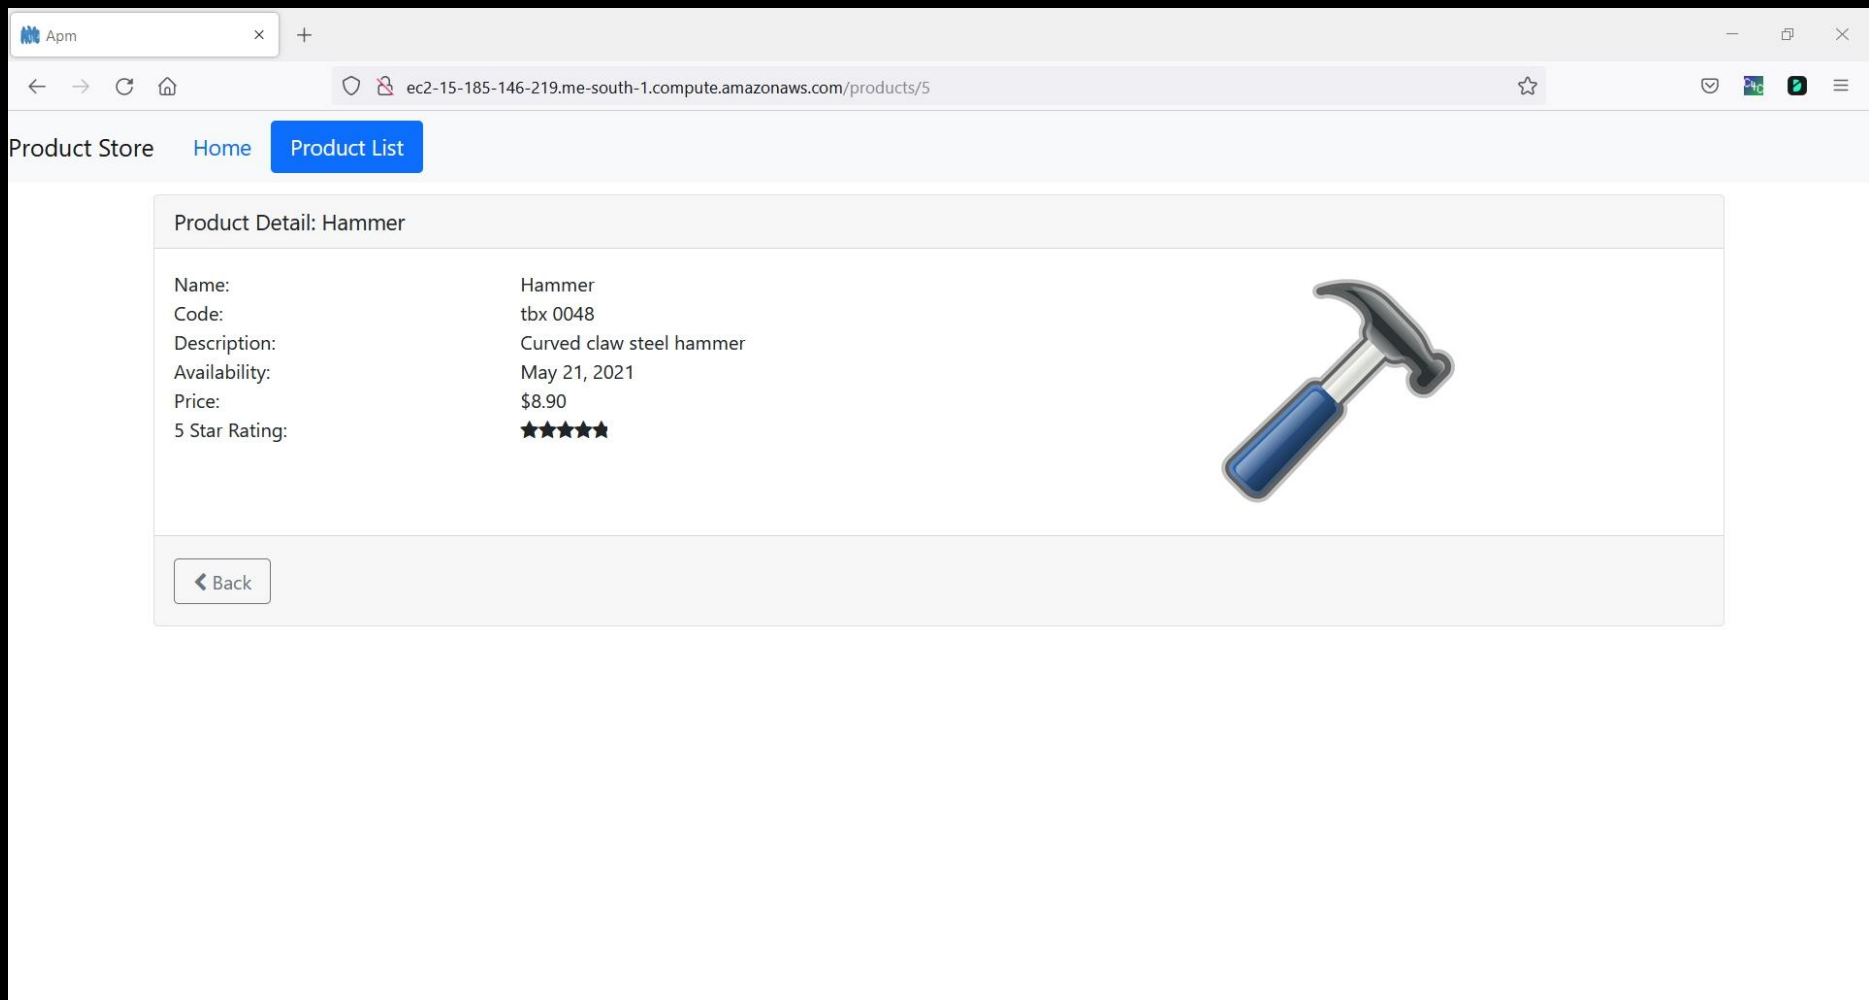 Apm
ec2-15-185-146-219.me-south-1.compute.amazonaws.com/products/5
Product Store Home Product List
Product Detail: Hammer
Name: Hammer
Code: tbx 0048
Description: Curved claw steel hammer
Availability: May 21, 2021
Price: $8.90
5 Star Rating: ★★★★★
Back